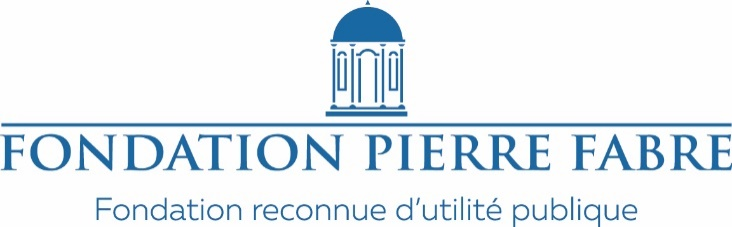 FONDATION PIERRE FABRE
Fondation reconnue d'utilité publique